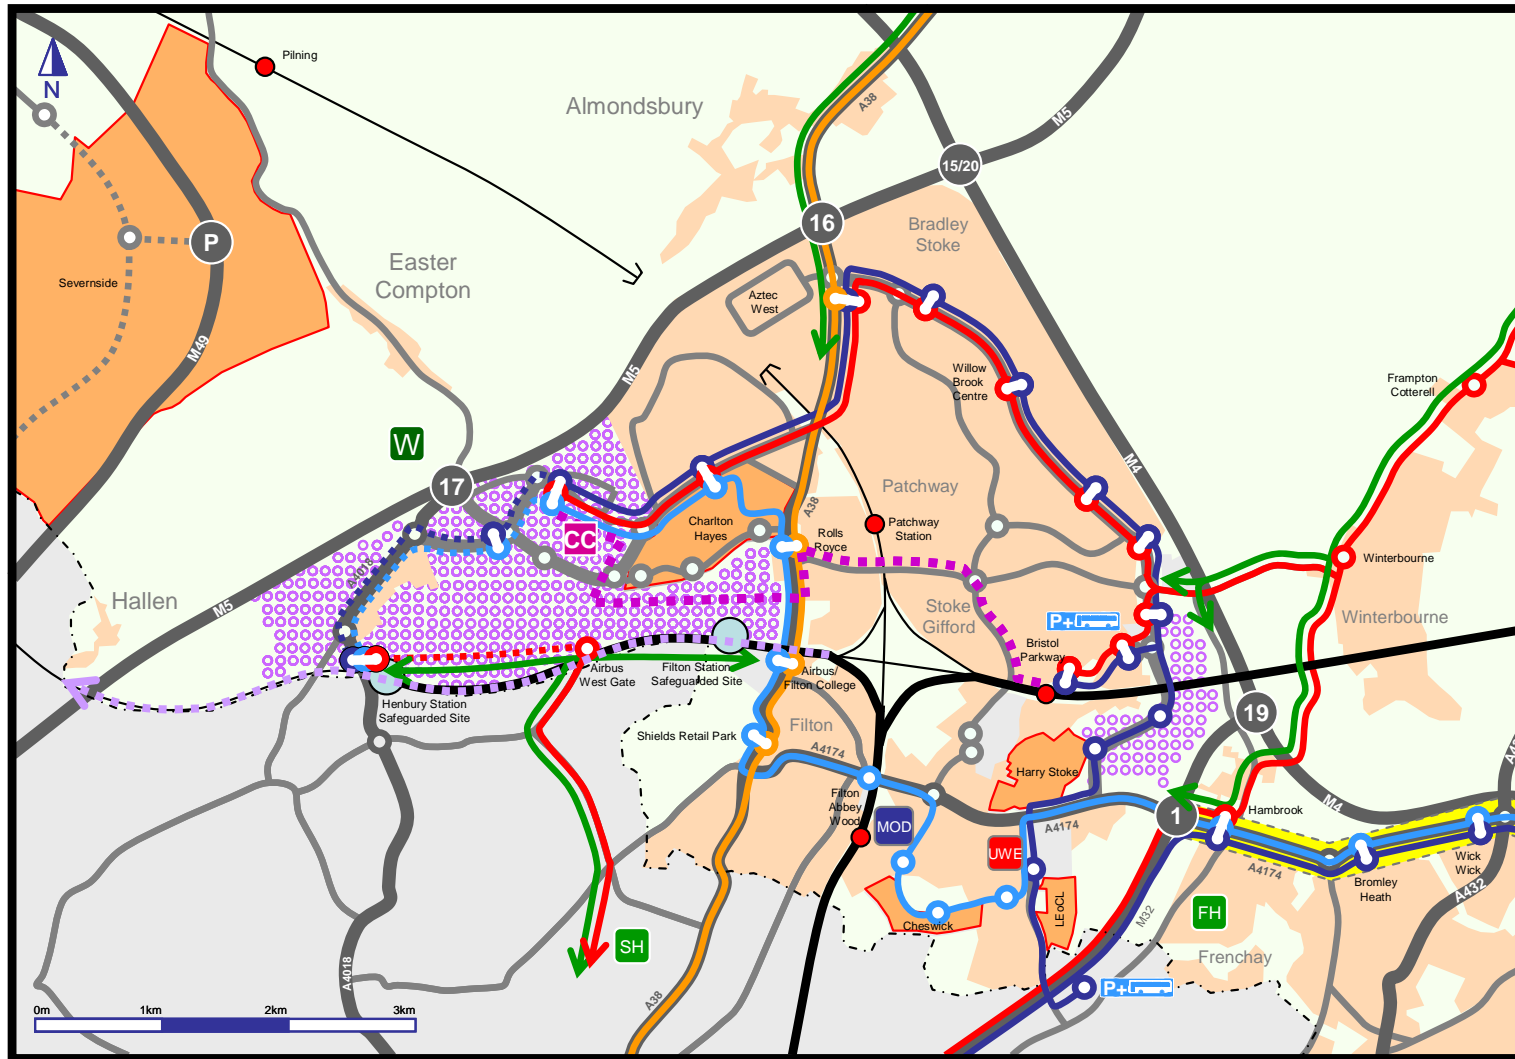 N
Pilning
Almondsbury
A38
M5
15/20
16
Bradley
Stoke
P
Severnside
Easter
Compton
Aztec
West
M49
M5
Willow
Brook
Centre
Frampton
Cotterell
W
M4
17
Patchway
A38
Charlton
Hayes
CC
Patchway
Station
Rolls
Royce
Winterbourne
Hallen
M5
A4018
Stoke
Gifford
P+
Winterbourne
Bristol
Parkway
Airbus
West Gate
Filton Station
Safeguarded Site
Airbus/
Filton College
Henbury Station
Safeguarded Site
19
Shields Retail Park
Filton
A4174
Harry Stoke
Filton
Abbey
Wood
MOD
A4174
1
Hambrook
M4
UWE
A4174
Wick
Wick
Bromley
Heath
A432
LEoCL
M32
FH
Cheswick
SH
Frenchay
A4018
P+
A38
0m
1km
2km
3km